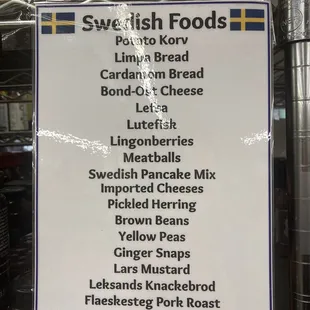 Swedish Foods
Potato Korv
Limpa Bread
Cardamom Bread
Bond-Ost Cheese
Lefsa
Lutefisk
Lingonberries
Meatballs
Swedish Pancake Mix
Imported Cheeses
Pickled Herring
Brown Beans
Yellow Peas
Ginger Snaps
Lars Mustard
Leksands Knackebrod
Flaeskesteg Pork Roast